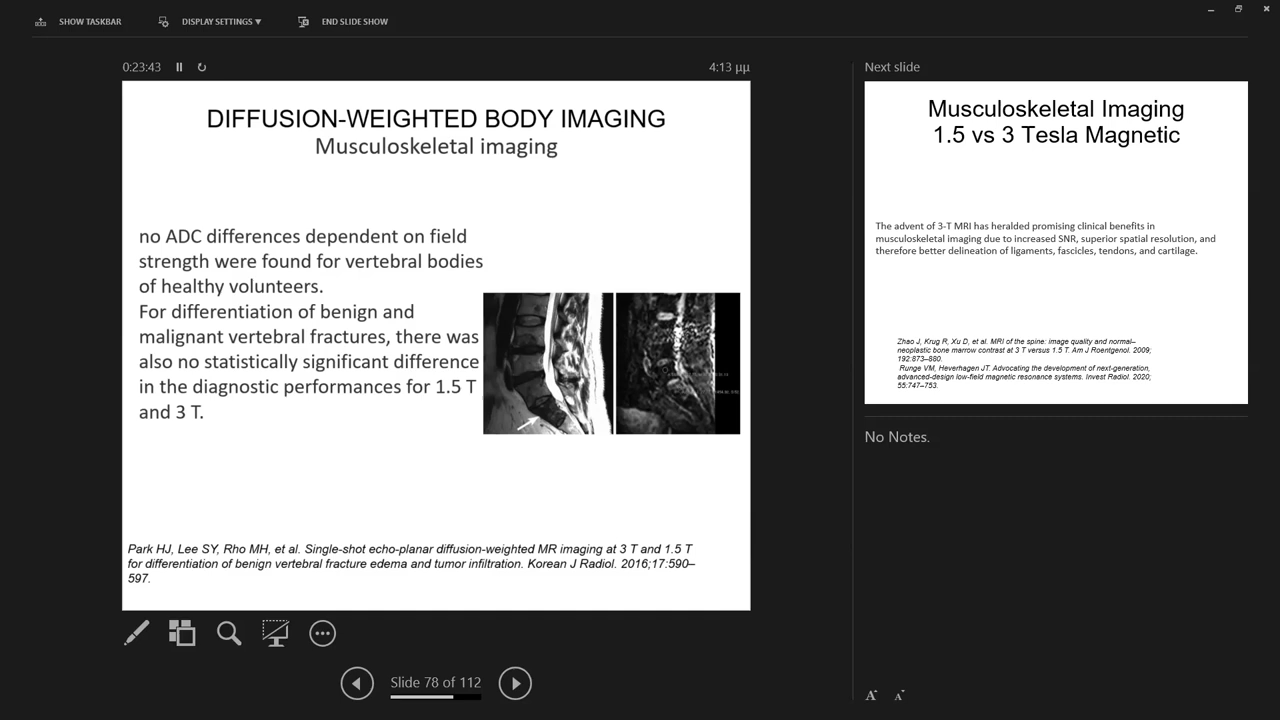 SHOW TASKBAR
DISPLAY SETTINGS ▼
END SLIDE SHOW
0:23:43
4:13 μμ
DIFFUSION-WEIGHTED BODY IMAGING
Musculoskeletal imaging
no ADC differences dependent on field
strength were found for vertebral bodies
of healthy volunteers.
For differentiation of benign and
malignant vertebral fractures, there was
also no statistically significant difference
in the diagnostic performances for 1.5 T
and 3 T.
Park HJ, Lee SY, Rho MH, et al. Single-shot echo-planar diffusion-weighted MR imaging at 3 T and 1.5 T
for differentiation of benign vertebral fracture edema and tumor infiltration. Korean J Radiol. 2016;17:590–
597.
Slide 78 of 112
Next slide
Musculoskeletal Imaging
1.5 vs 3 Tesla Magnetic
The advent of 3-T MRI has heralded promising clinical benefits in
musculoskeletal imaging due to increased SNR, superior spatial resolution, and
therefore better delineation of ligaments, fascicles, tendons, and cartilage.
Zhao J, Krug R, Xu D, et al. MRI of the spine: image quality and normal–
neoplastic bone marrow contrast at 3 T versus 1.5 T. Am J Roentgenol. 2009;
192:873–880.
Runge VM, Heverhagen JT. Advocating the development of next-generation,
advanced-design low-field magnetic resonance systems. Invest Radiol. 2020;
55:747–753.
No Notes.
A A